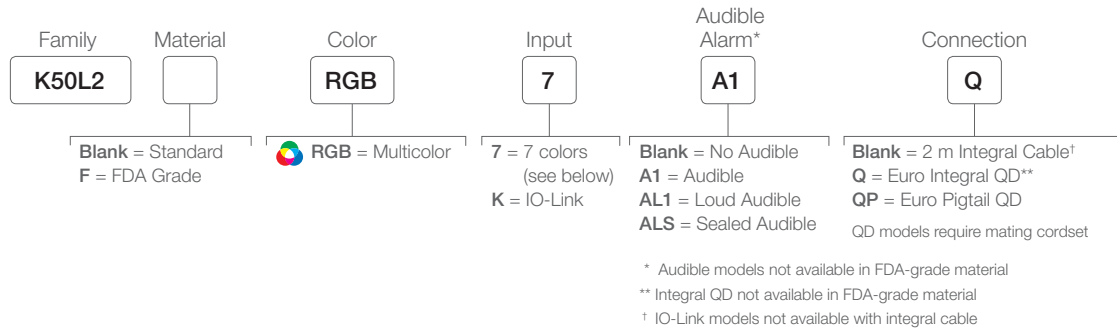 Family
Material
Color
Input
Audible
Alarm*
Connection
K50L2
RGB
7
A1
Q
Blank = Standard
F = FDA Grade
RGB = Multicolor
7 = 7 colors
(see below)
K = IO-Link
Blank = No Audible
A1 = Audible
AL1 = Loud Audible
ALS = Sealed Audible
Blank = 2 m Integral Cable†
Q = Euro Integral QD**
QP = Euro Pigtail QD
QD models require mating cordset
* Audible models not available in FDA-grade material
** Integral QD not available in FDA-grade material
† IO-Link models not available with integral cable